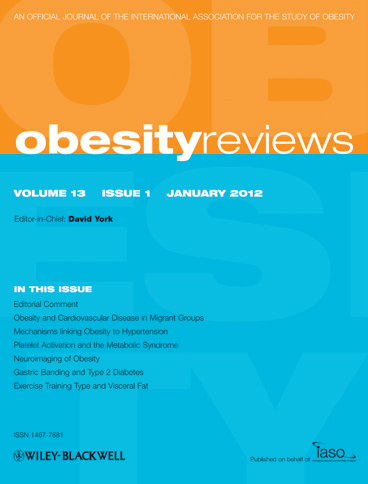 AN OFFICIAL JOURNAL OF THE INTERNATIONAL ASSOCIATION FOR THE STUDY OF OBESITY
obesityreviews
VOLUME 13 ISSUE 1 JANUARY 2012
Editor-in-Chief: David York
IN THIS ISSUE
Editorial Comment
Obesity and Cardiovascular Disease in Migrant Groups
Mechanisms linking Obesity to Hypertension
Platelet Activation and the Metabolic Syndrome
Neuroimaging of Obesity
Gastric Banding and Type 2 Diabetes
Exercise Training Type and Visceral Fat
ISSN 1467-7881
WILEY-BLACKWELL
Published on behalf of iaso